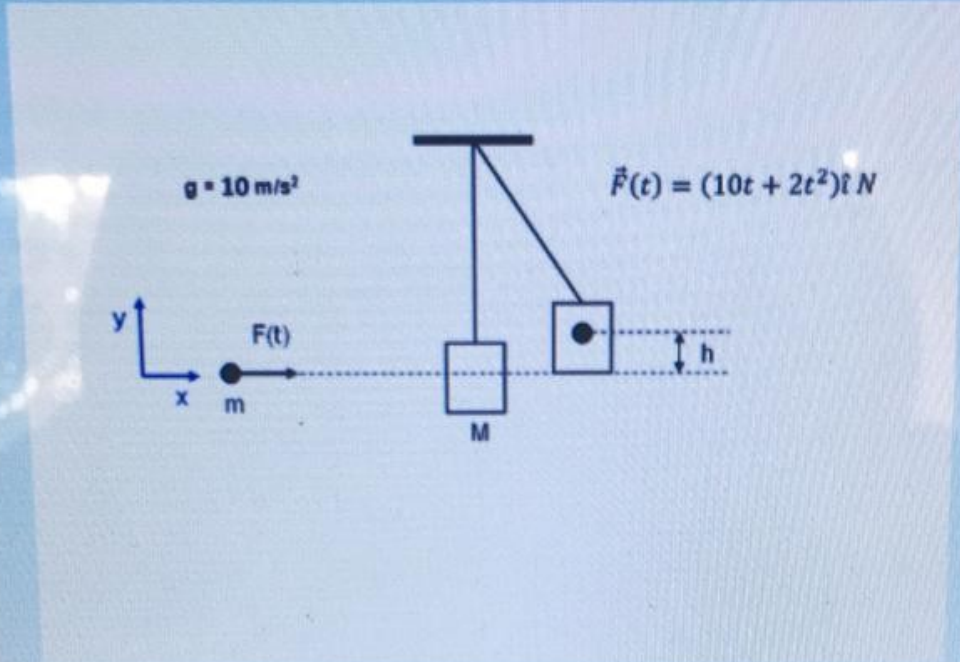 g = 10 m/s²
F⃗(t) = (10t + 2t²)î N
y
F(t)
h
x
m
M